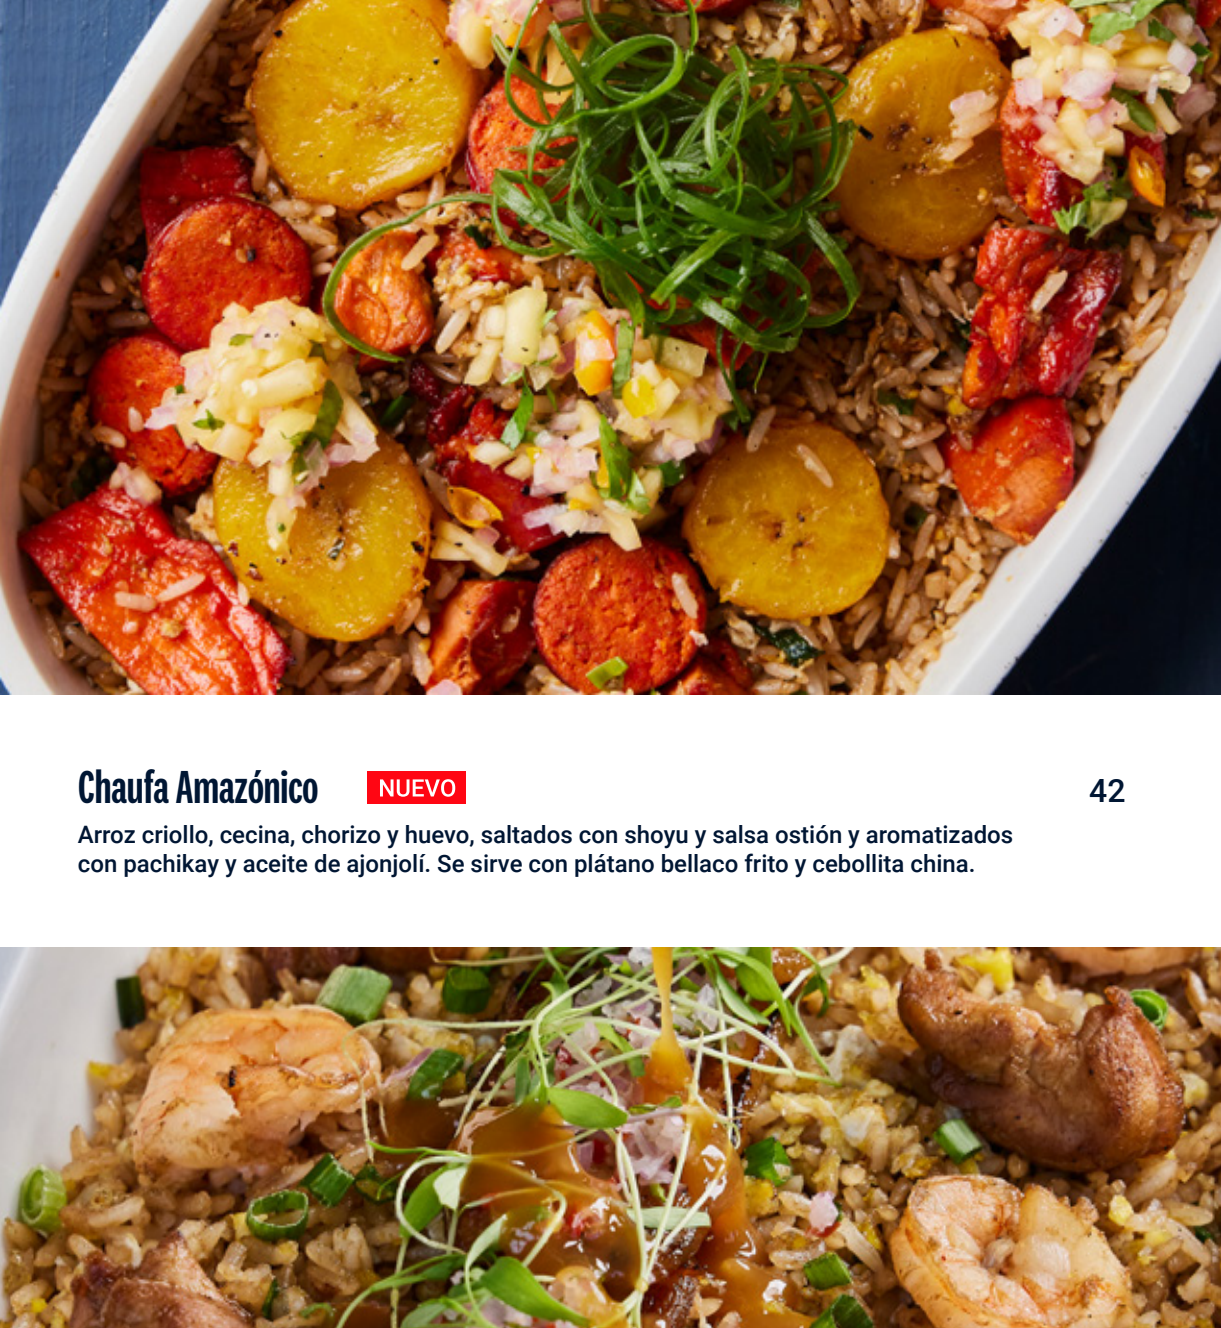 Chaufa Amazónico NUEVO 42
Arroz criollo, cecina, chorizo y huevo, saltados con shoyu y salsa ostión y aromatizados
con pachikay y aceite de ajonjolí. Se sirve con plátano bellaco frito y cebollita china.